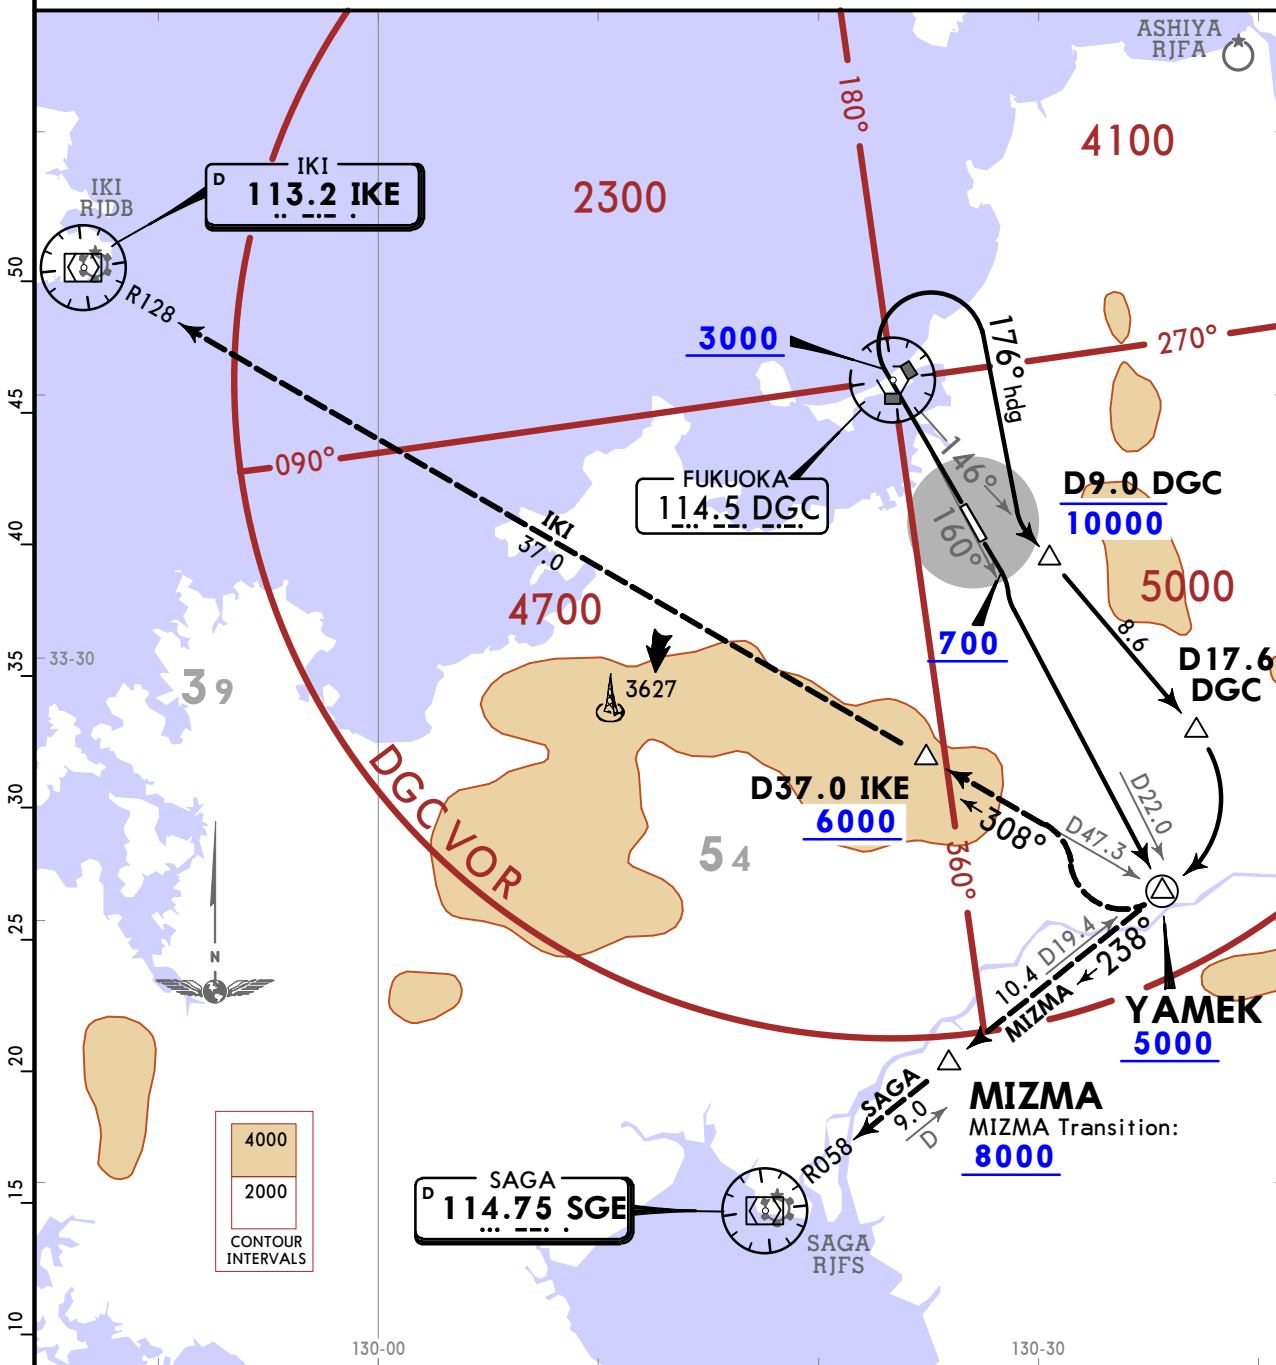 ASHIYA
RJFA
180°
4100
IKI
D 113.2 IKE
IKI
RJDB
2300
50
R128
3000
176° hdg
270°
45
090°
146°
FUKUOKA
114.5 DGC
D9.0 DGC
10000
40
IKI
37.0
160°
4700
5000
8.6
700
35
33-30
39
3627
D17.6
DGC
DGC VOR
D37.0 IKE
6000
308°
D22.0
D47.3
30
54
360°
25
N
D19.4
238°
10.4
MIZMA
YAMEK
5000
20
SAGA
9.0
D
MIZMA
MIZMA Transition:
8000
4000
2000
CONTOUR
INTERVALS
R058
15
SAGA
D 114.75 SGE
SAGA
RJFS
10
130-00
130-30